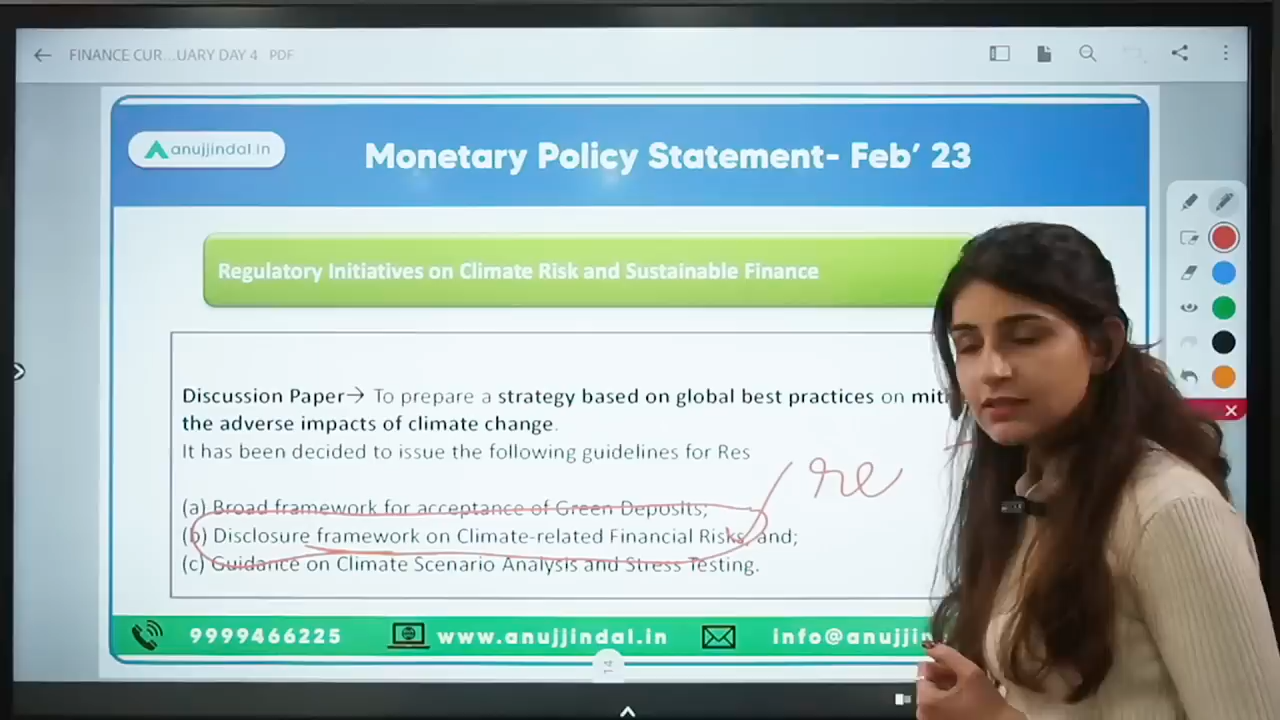 FINANCE CUR...UARY DAY 4 PDF
anujjindal.in
Monetary Policy Statement- Feb' 23
Regulatory Initiatives on Climate Risk and Sustainable Finance
Discussion Paper→ To prepare a strategy based on global best practices on
the adverse impacts of climate change.
It has been decided to issue the following guidelines for Res
re
(a) Broad framework for acceptance of Green Deposits;
(b) Disclosure framework on Climate-related Financial Risks, and;
(c) Guidance on Climate Scenario Analysis and Stress Testing.
9999466225 www.anujjindal.in info@anujjin
14